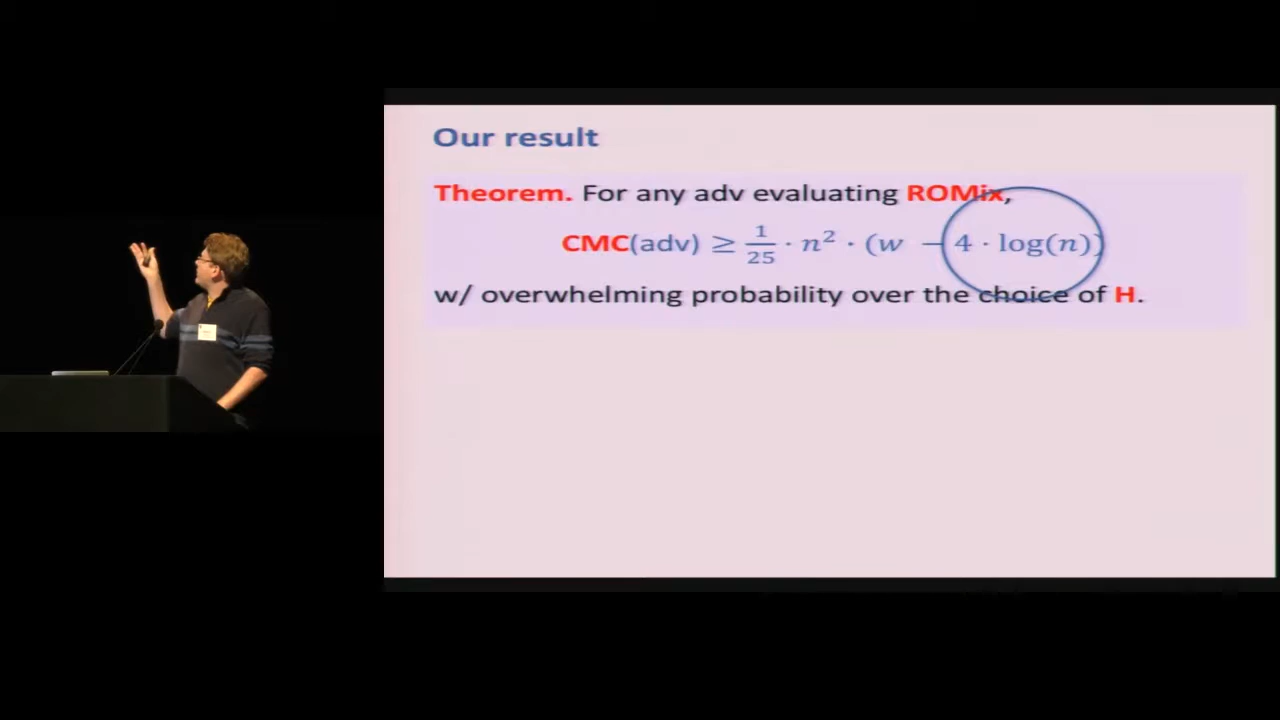 Our result
Theorem. For any adv evaluating ROMix,
CMC(adv) ≥ 1/25 · n² · (w − 4 · log(n))
w/ overwhelming probability over the choice of H.